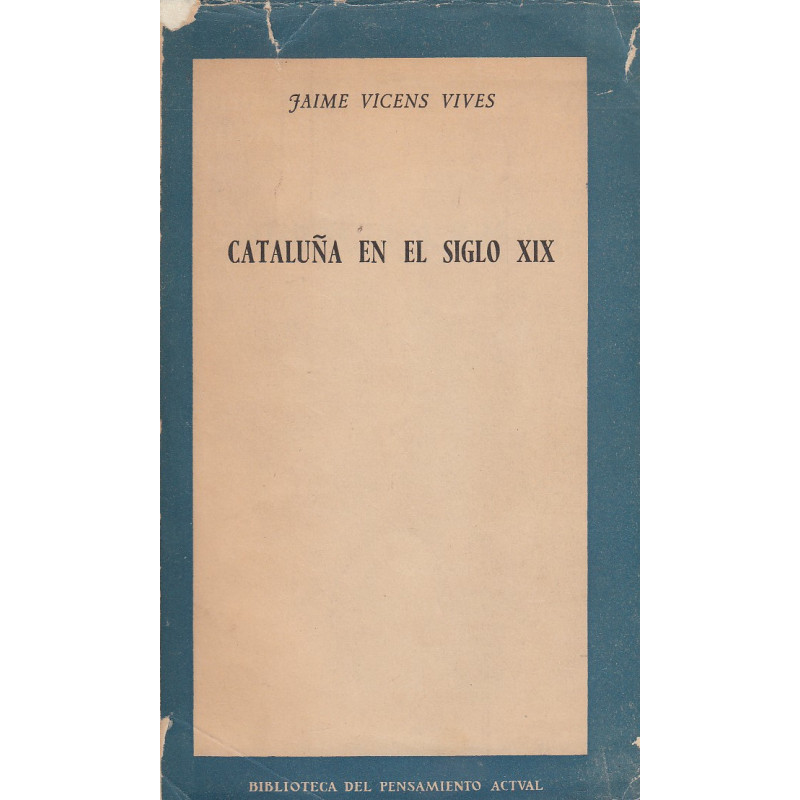 JAIME VICENS VIVES
CATALUÑA EN EL SIGLO XIX
BIBLIOTECA DEL PENSAMIENTO ACTVAL